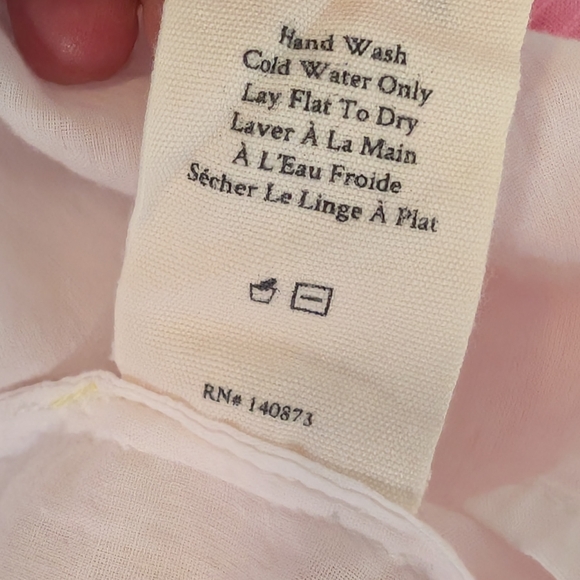 Hand Wash
Cold Water Only
Lay Flat To Dry
Laver À La Main
À L'Eau Froide
Sécher Le Linge À Plat
RN# 140873